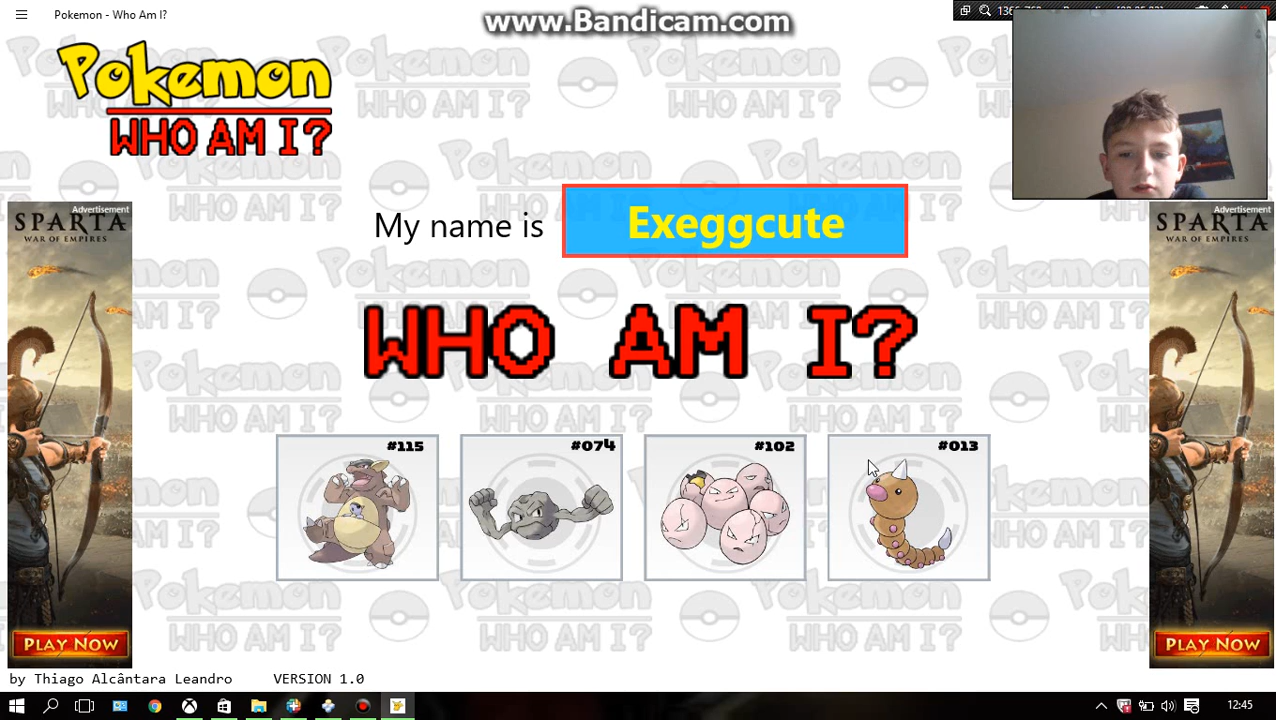 Pokemon - Who Am I?
www.Bandicam.com
Pokemon
WHO AM I?
My name is
Exeggcute
WHO AM I?
#115
#074
#102
#013
Advertisement
SPARTA
WAR OF EMPIRES
PLAY NOW
Advertisement
SPARTA
WAR OF EMPIRES
PLAY NOW
by Thiago Alcântara Leandro
VERSION 1.0
12:45